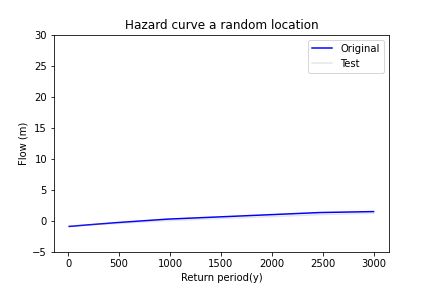 Hazard curve a random location
Original
Test
Flow (m)
30
25
20
15
10
5
0
−5
0 500 1000 1500 2000 2500 3000
Return period(y)